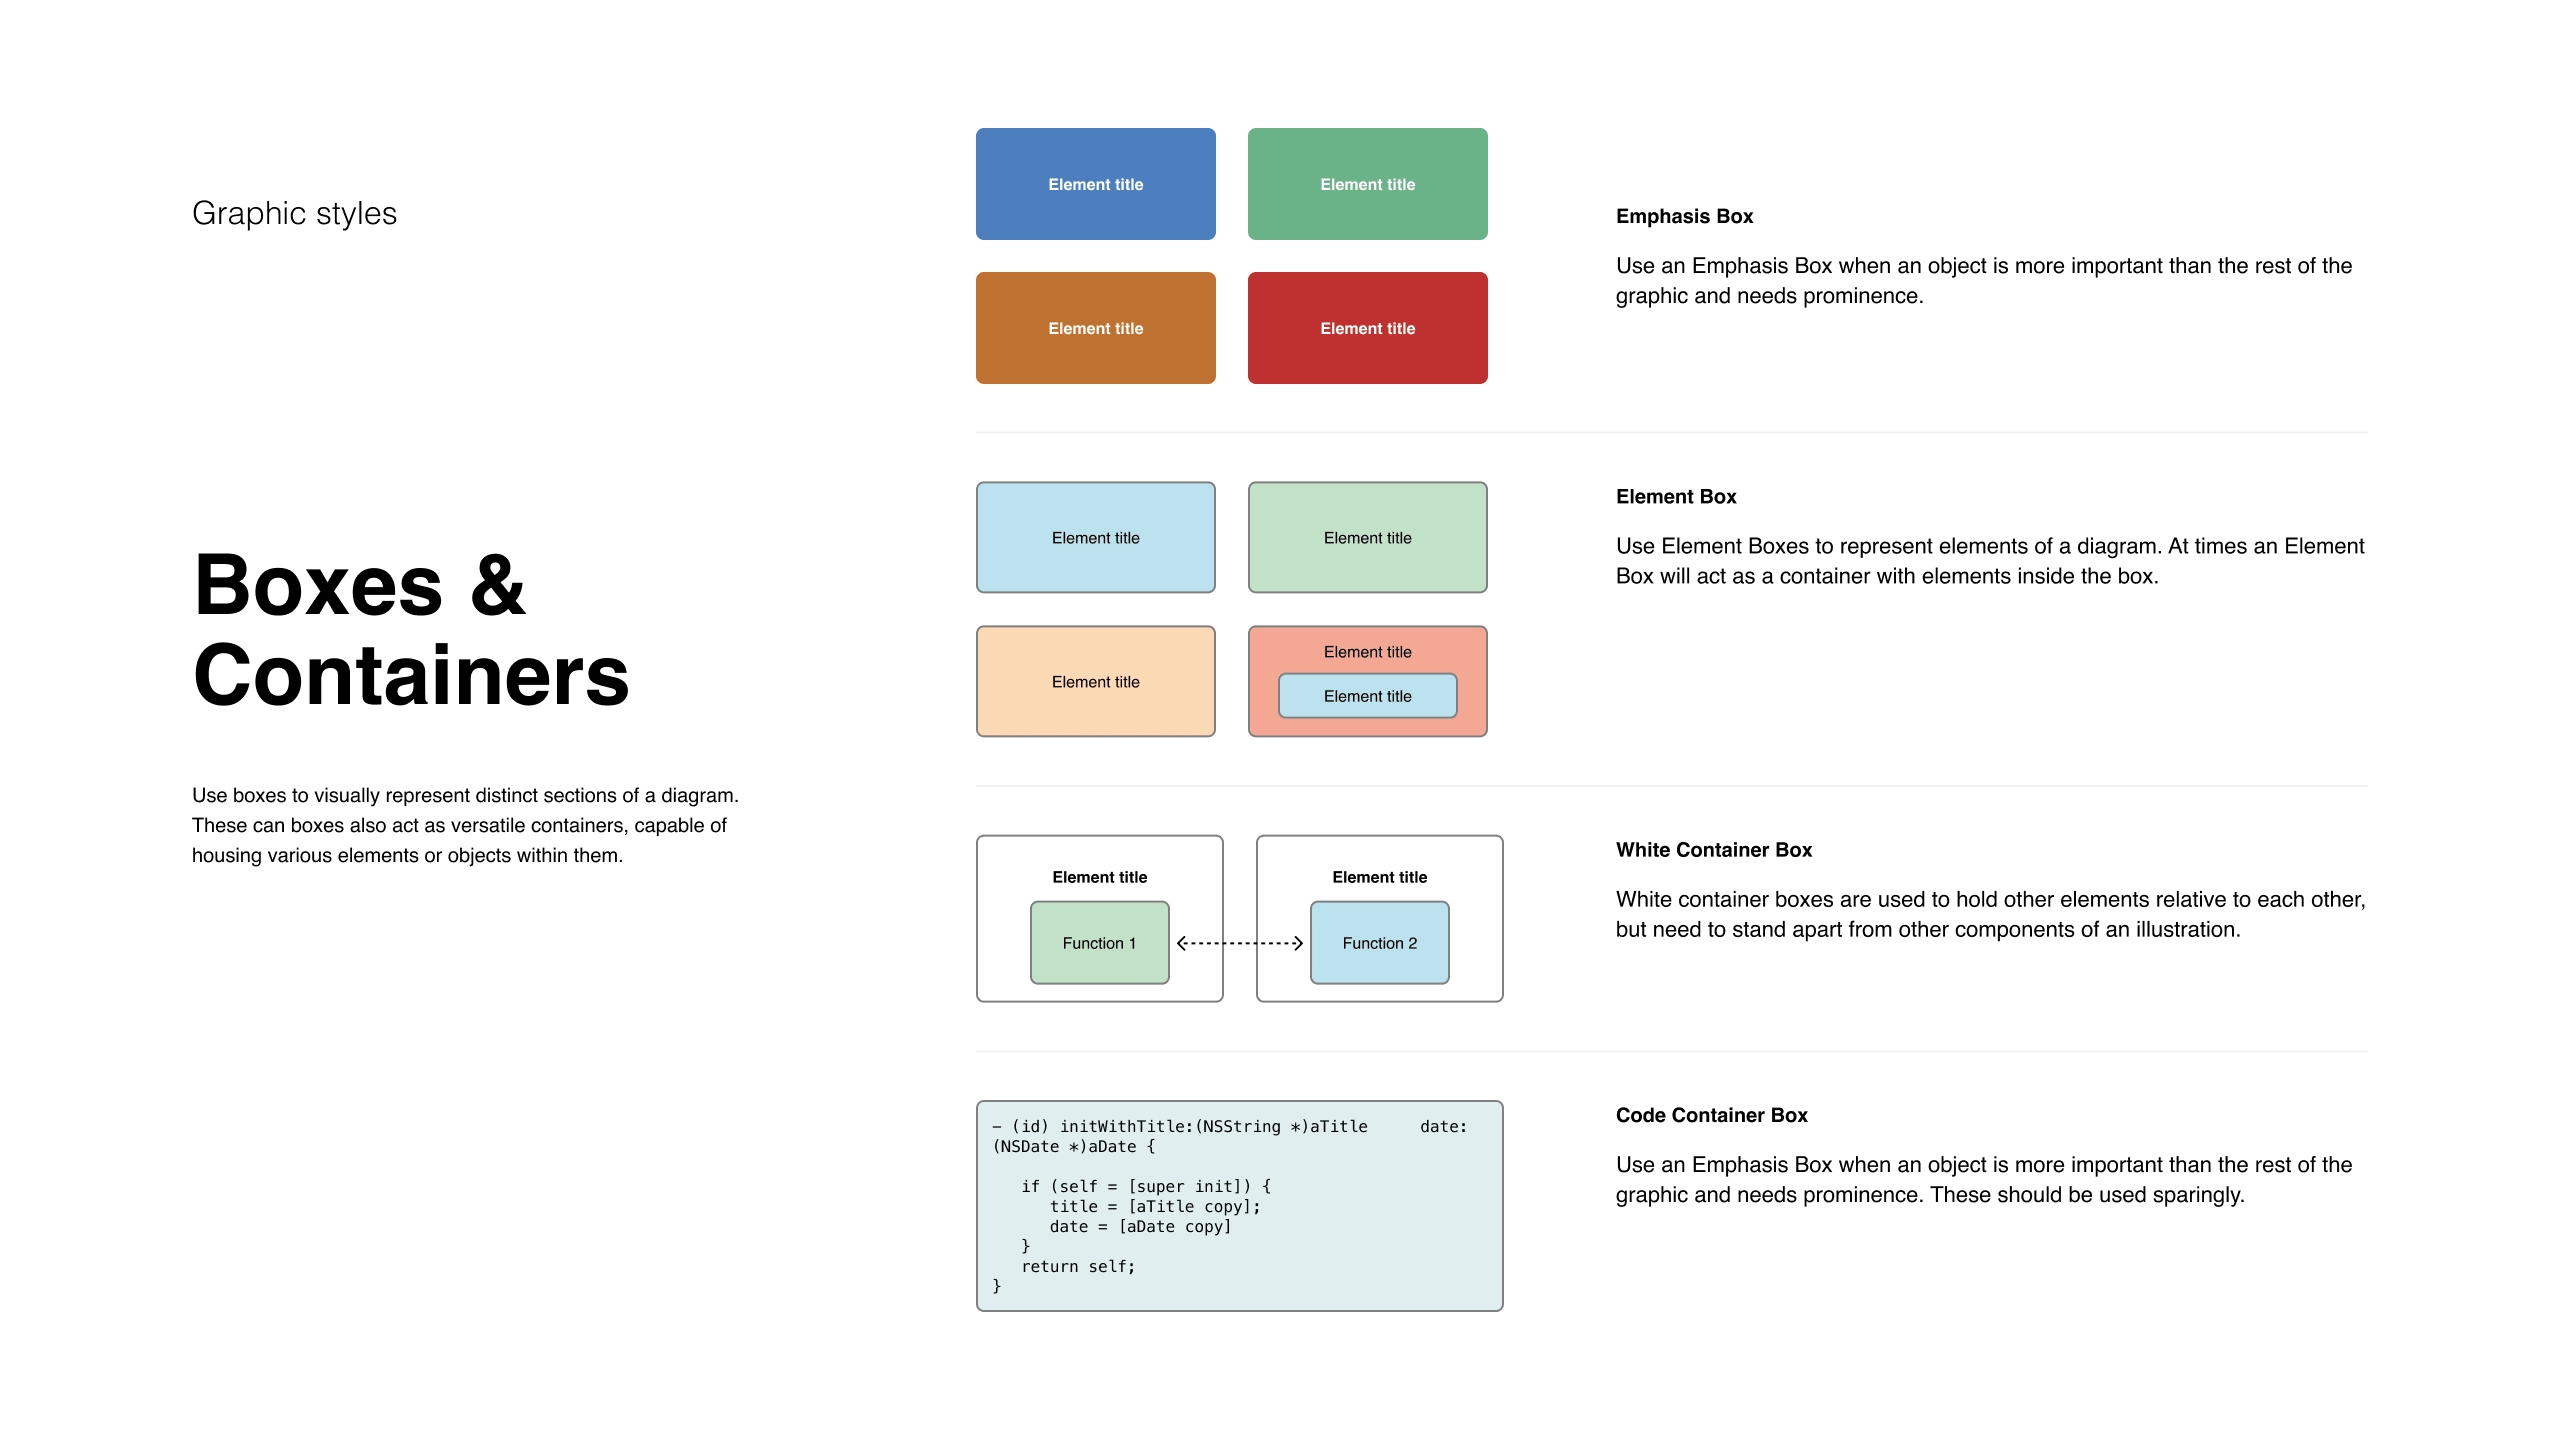 Graphic styles
Boxes &
Containers
Use boxes to visually represent distinct sections of a diagram.
These can boxes also act as versatile containers, capable of
housing various elements or objects within them.
Element title
Element title
Element title
Element title
Emphasis Box
Use an Emphasis Box when an object is more important than the rest of the
graphic and needs prominence.
Element title
Element title
Element title
Element title
Element title
Element Box
Use Element Boxes to represent elements of a diagram. At times an Element
Box will act as a container with elements inside the box.
Element title
Function 1
Element title
Function 2
White Container Box
White container boxes are used to hold other elements relative to each other,
but need to stand apart from other components of an illustration.
– (id) initWithTitle:(NSString *)aTitle     date:
(NSDate *)aDate {
   if (self = [super init]) {
      title = [aTitle copy];
      date = [aDate copy]
   }
   return self;
}
Code Container Box
Use an Emphasis Box when an object is more important than the rest of the
graphic and needs prominence. These should be used sparingly.